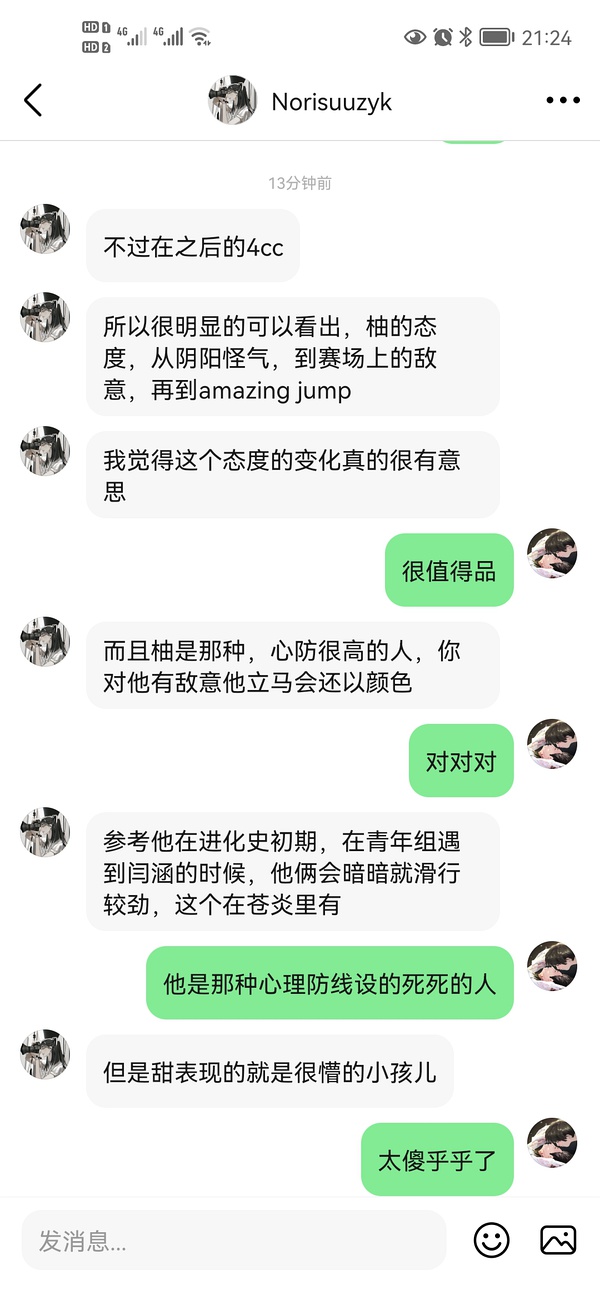 HD 1
HD 2
4G
4G
21:24
Norisuuzyk
13分钟前
不过在之后的4cc
所以很明显的可以看出，柚的态
度，从阴阳怪气，到赛场上的敌
意，再到amazing jump
我觉得这个态度的变化真的很有意
思
很值得品
而且柚是那种，心防很高的人，你
对他有敌意他立马会还以颜色
对对对
参考他在进化史初期，在青年组遇
到闫涵的时候，他俩会暗暗就滑行
较劲，这个在苍炎里有
他是那种心理防线设的死死的人
但是甜表现的就是很懵的小孩儿
太傻乎乎了
发消息...